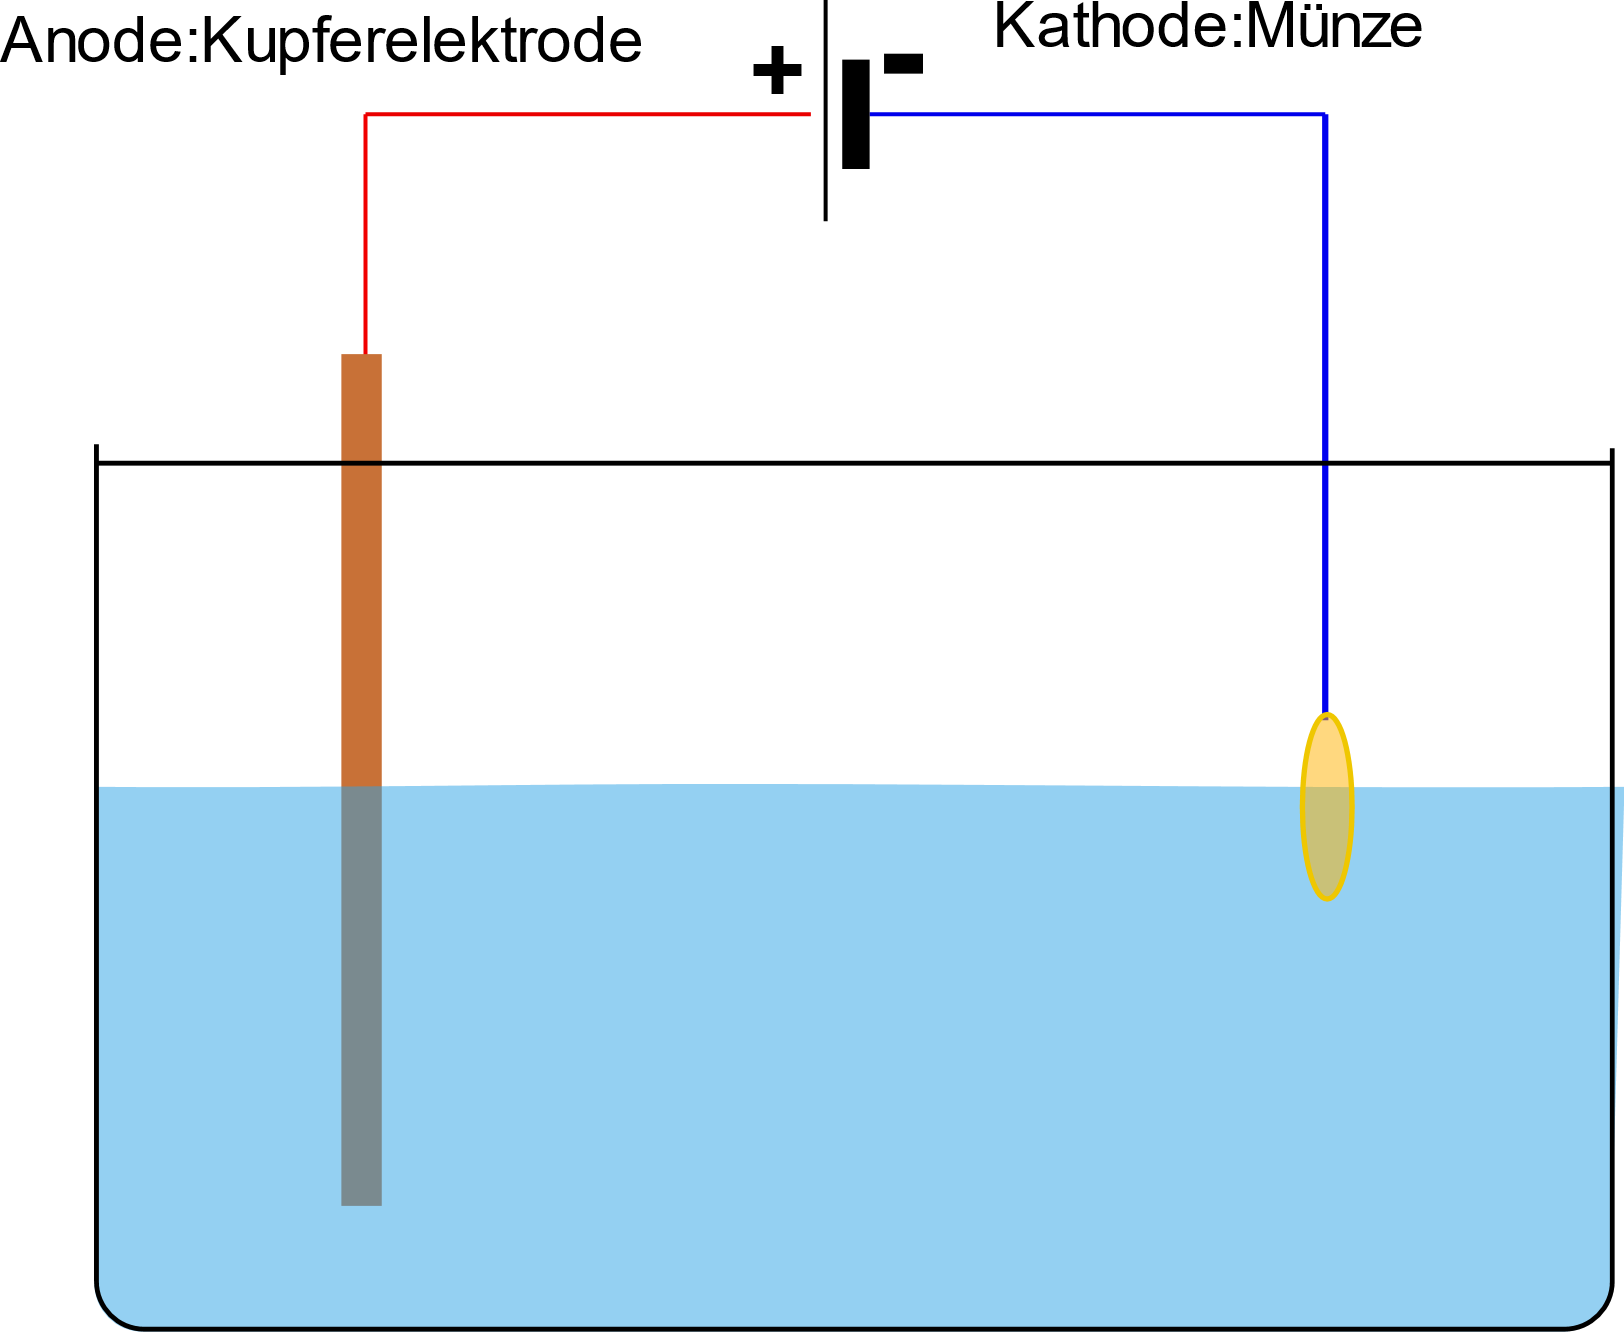 Anode:Kupferelektrode
+
-
Kathode:Münze